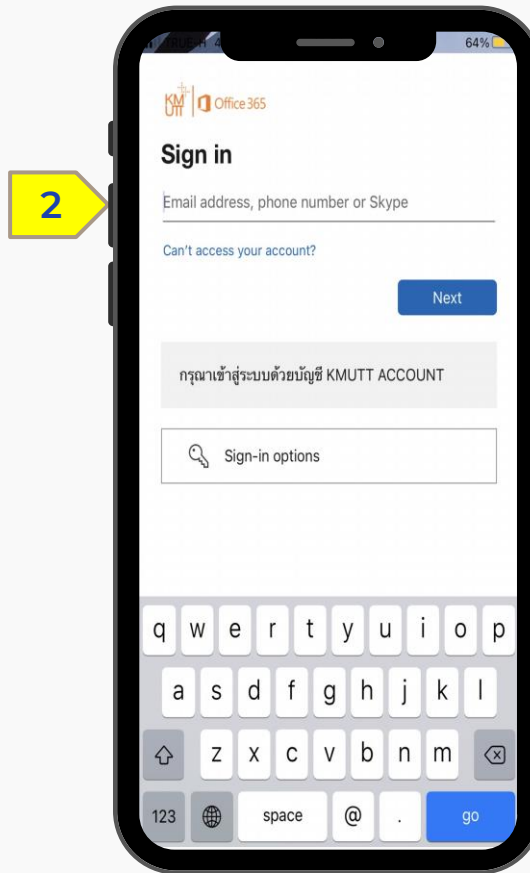 64%
KMUTT Office 365
Sign in
2
Email address, phone number or Skype
Can't access your account?
Next
กรุณาเข้าสู่ระบบด้วยบัญชี KMUTT ACCOUNT
Sign-in options
q w e r t y u i o p
a s d f g h j k l
z x c v b n m
123 space @ . go